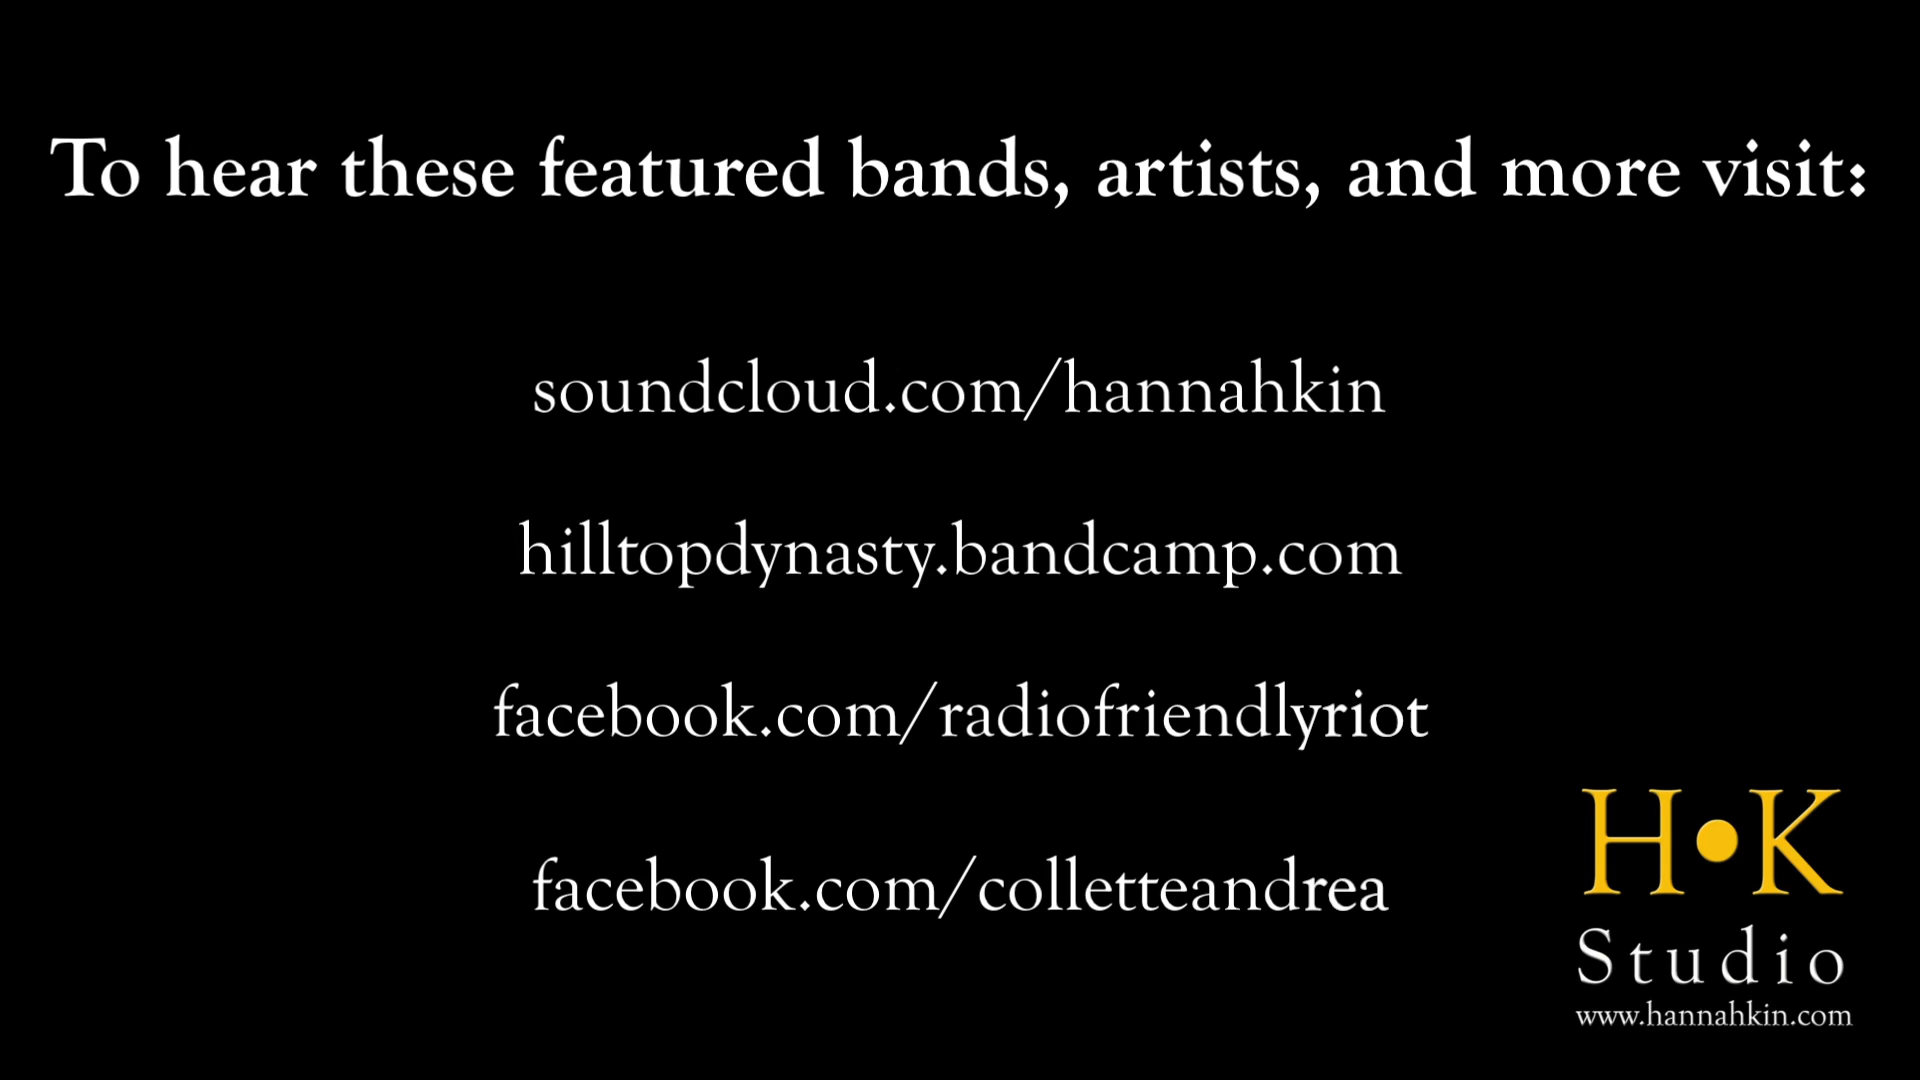 To hear these featured bands, artists, and more visit:
soundcloud.com/hannahkin
hilltopdynasty.bandcamp.com
facebook.com/radiofriendlyriot
facebook.com/colletteandrea
H•K
Studio
www.hannahkin.com